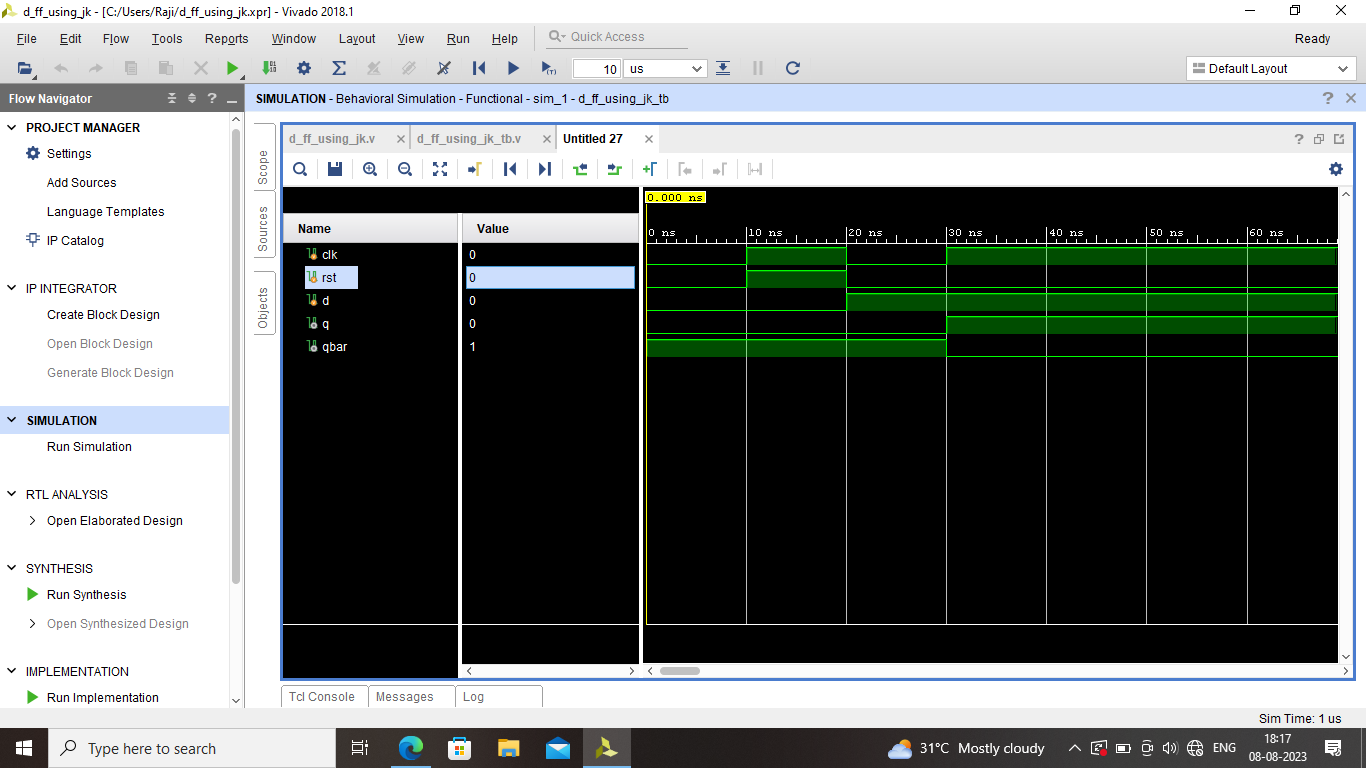 d_ff_using_jk - [C:/Users/Raji/d_ff_using_jk.xpr] - Vivado 2018.1
File Edit Flow Tools Reports Window Layout View Run Help Quick Access Ready
10 us Default Layout
Flow Navigator
SIMULATION - Behavioral Simulation - Functional - sim_1 - d_ff_using_jk_tb
PROJECT MANAGER
Settings
Add Sources
Language Templates
IP Catalog
IP INTEGRATOR
Create Block Design
Open Block Design
Generate Block Design
SIMULATION
Run Simulation
RTL ANALYSIS
Open Elaborated Design
SYNTHESIS
Run Synthesis
Open Synthesized Design
IMPLEMENTATION
Run Implementation
Scope
Sources
Objects
d_ff_using_jk.v d_ff_using_jk_tb.v Untitled 27
0.000 ns
Name Value 0 ns 10 ns 20 ns 30 ns 40 ns 50 ns 60 ns
clk 0
rst 0
d 0
q 0
qbar 1
Tcl Console Messages Log
Sim Time: 1 us
Type here to search 31°C Mostly cloudy ENG 18:17
08-08-2023